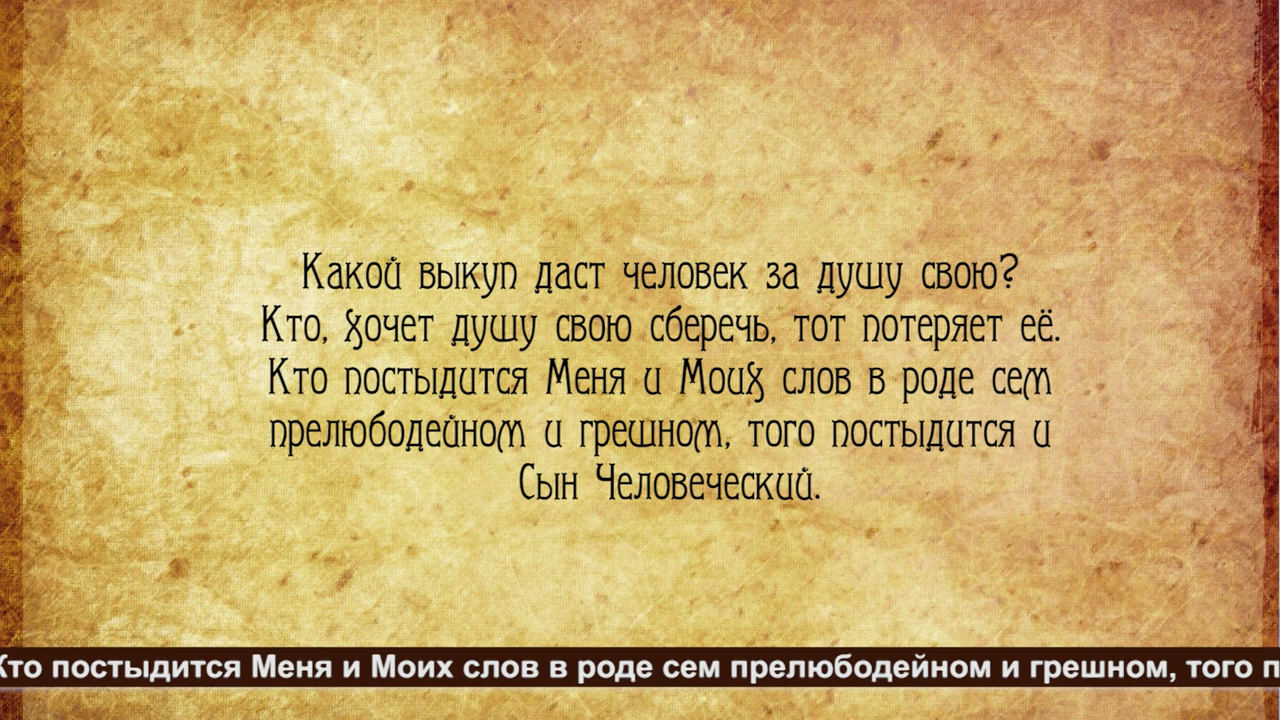 Какой выкуп даст человек за душу свою?
Кто, хочет душу свою сберечь, тот потеряет её.
Кто постыдится Меня и Моих слов в роде сем
прелюбодейном и грешном, того постыдится и
Сын Человеческий.
Кто постыдится Меня и Моих слов в роде сем прелюбодейном и грешном, того п